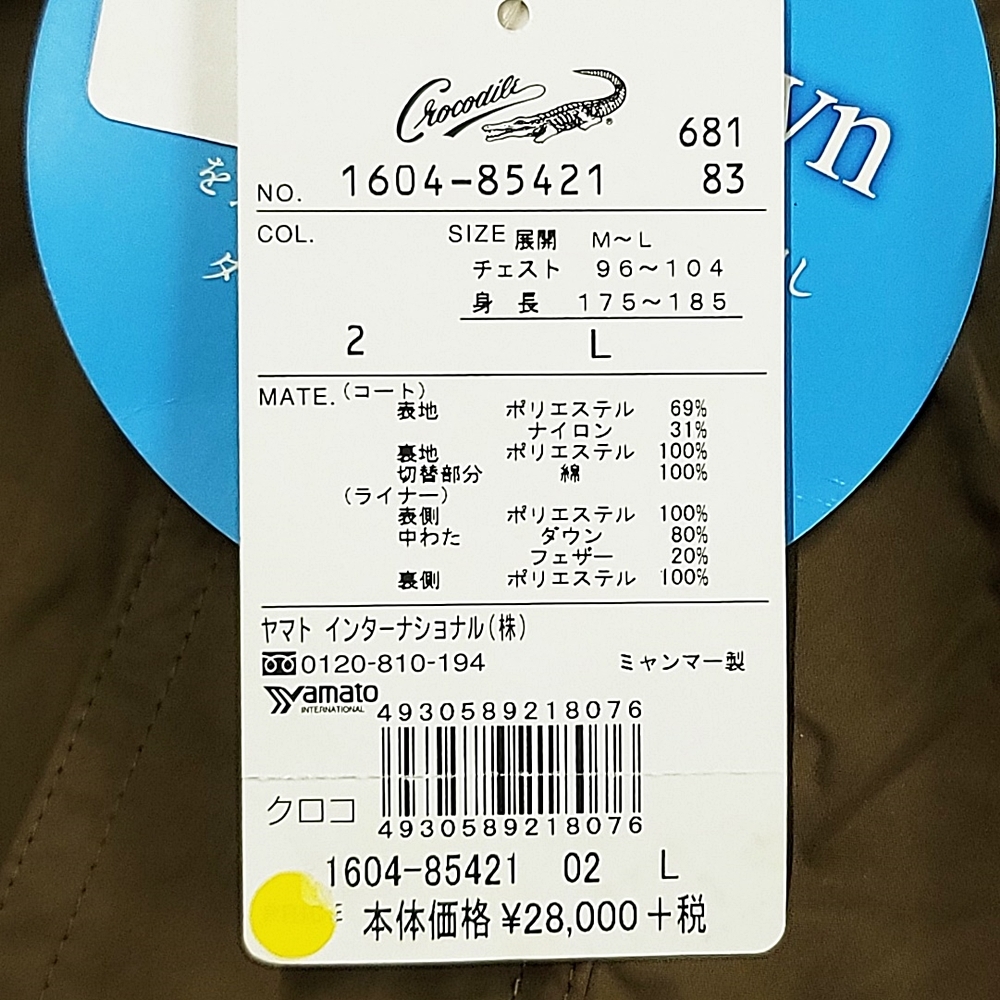 Crocodile
681
NO. 1604-85421 83
COL. SIZE 展開 M～L
チェスト 96～104
身長 175～185
2 L
MATE.(コート)
表地 ポリエステル 69%
ナイロン 31%
裏地 ポリエステル 100%
切替部分 綿 100%
(ライナー)
表側 ポリエステル 100%
中わた ダウン 80%
フェザー 20%
裏側 ポリエステル 100%
ヤマト インターナショナル(株)
0120-810-194 ミャンマー製
Yamato
INTERNATIONAL
4930589218076
クロコ
4930589218076
1604-85421 02 L
本体価格 ¥28,000+税